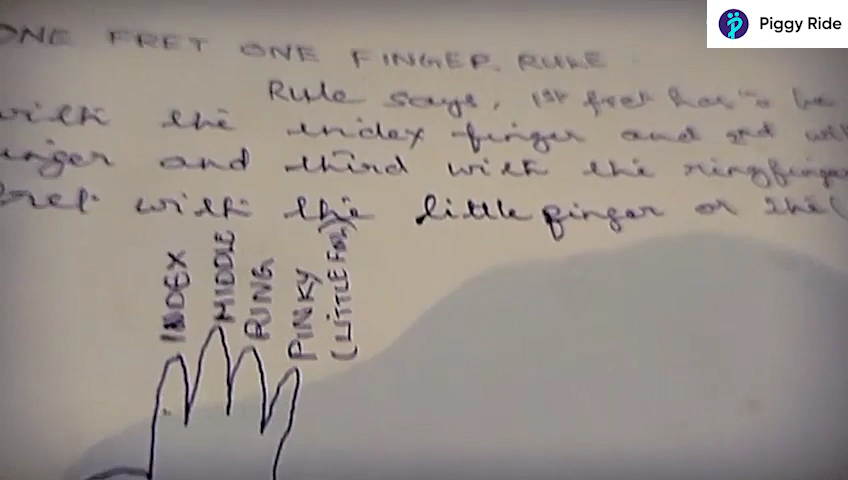 Piggy Ride
ONE FRET ONE FINGER RULE
Rule says, 1st fret has to be
with the index finger and 2nd with
inger and third with the ring finger
fret with the little finger or the
INDEX
MIDDLE
RING
PINKY
(LITTLE